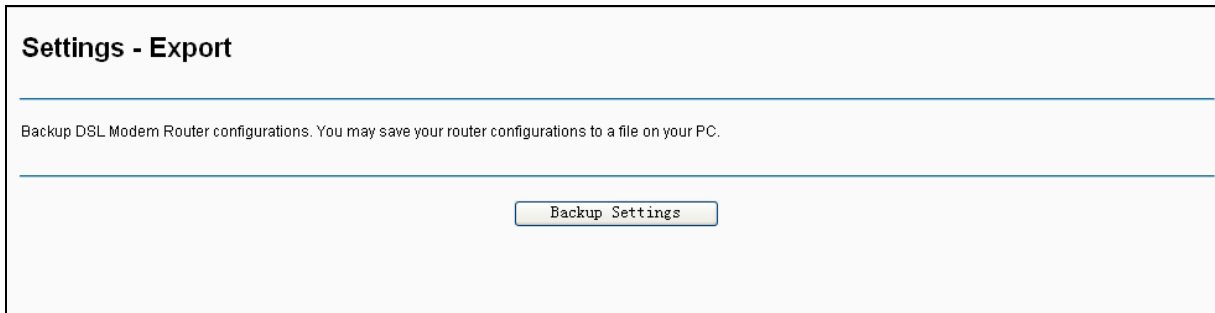 Settings - Export
Backup DSL Modem Router configurations. You may save your router configurations to a file on your PC.
Backup Settings